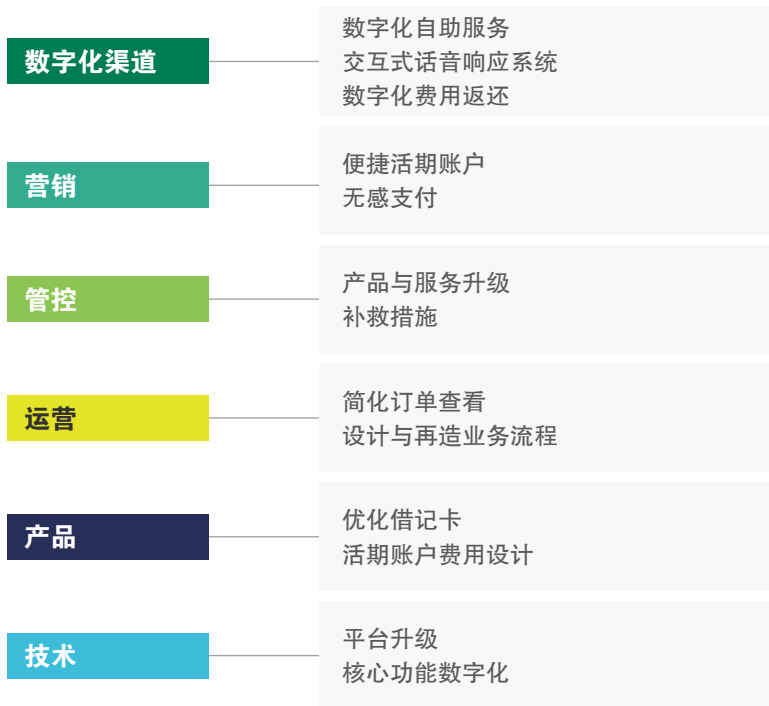 数字化渠道
数字化自助服务
交互式话音响应系统
数字化费用返还
营销
便捷活期账户
无感支付
管控
产品与服务升级
补救措施
运营
简化订单查看
设计与再造业务流程
产品
优化借记卡
活期账户费用设计
技术
平台升级
核心功能数字化